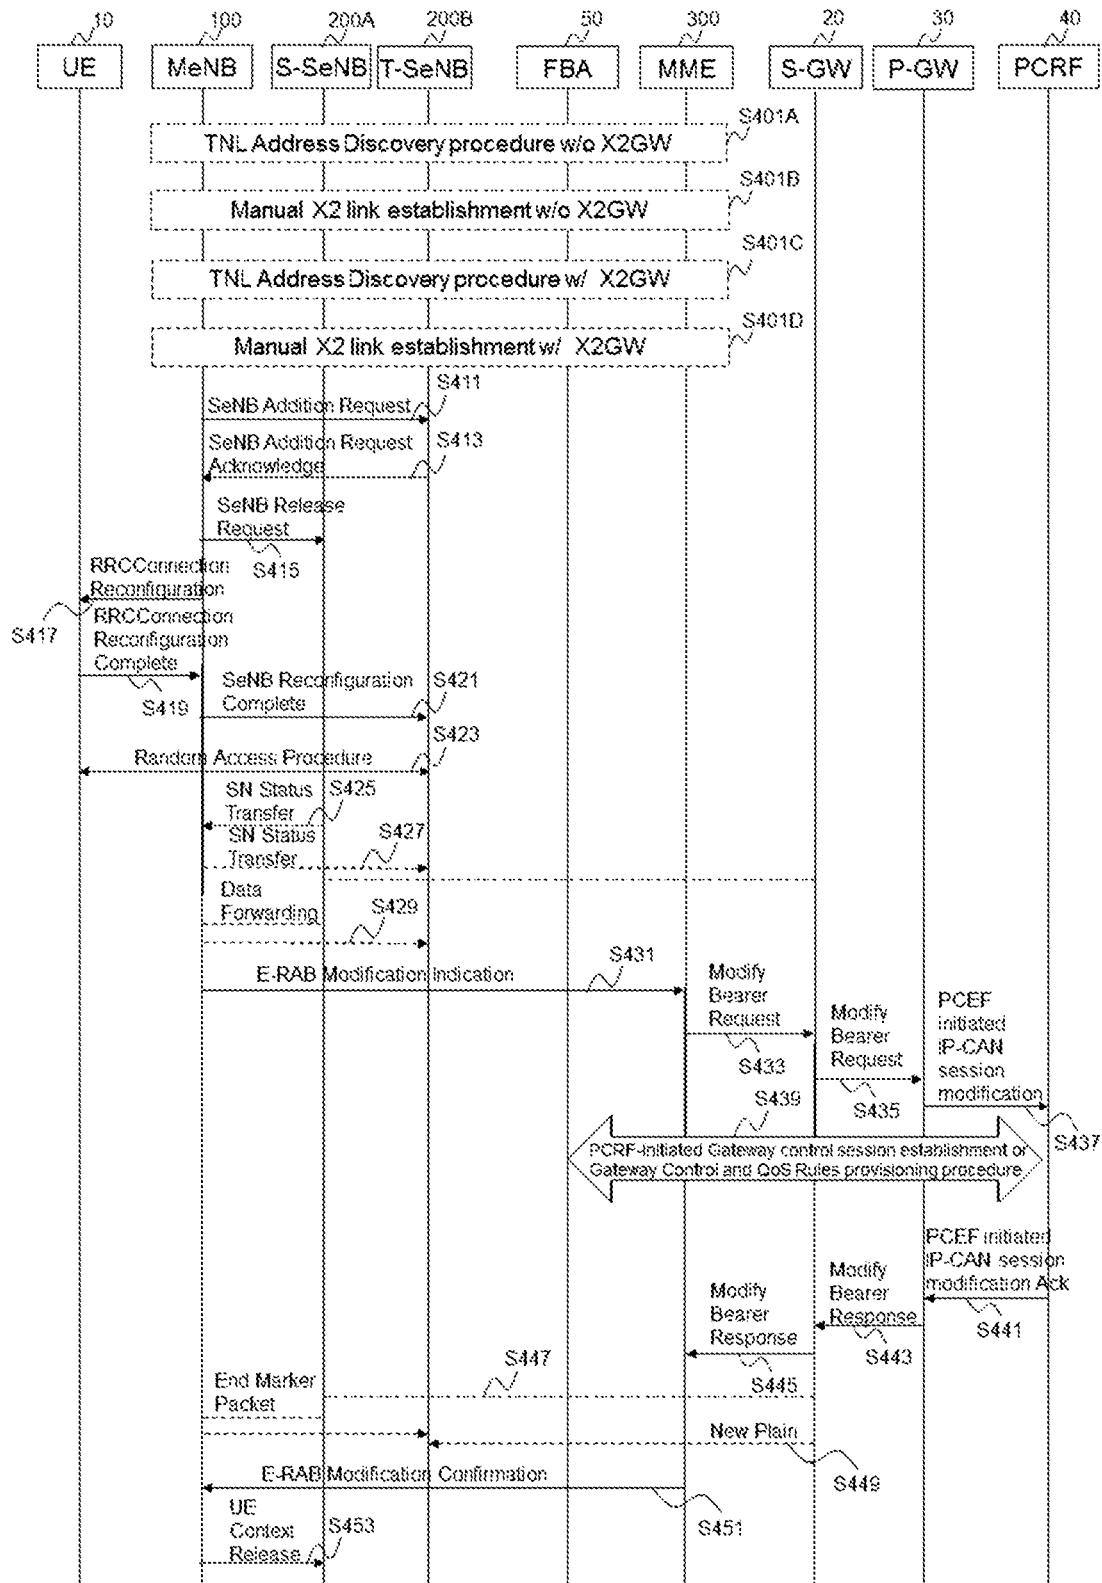 10 100 200A 200B 50 300 20 30 40
UE MeNB S-SeNB T-SeNB FBA MME S-GW P-GW PCRF
S401A
TNL Address Discovery procedure w/o X2GW
S401B
Manual X2 link establishment w/o X2GW
S401C
TNL Address Discovery procedure w/ X2GW
S401D
Manual X2 link establishment w/ X2GW
S411
SeNB Addition Request
S413
SeNB Addition Request
Acknowledge
SeNB Release
Request
S415
RRCConnection
Reconfiguration
S417
RRCConnection
Reconfiguration
Complete
S419
SeNB Reconfiguration
Complete
S421
S423
Random Access Procedure
SN Status
Transfer
S425
SN Status
Transfer
S427
Data
Forwarding
S429
E-RAB Modification Indication
S431
Modify
Bearer
Request
S433
Modify
Bearer
Request
S435
PCEF
initiated
IP-CAN
session
modification
S437
S439
PCRF-Initiated Gateway control session establishment or
Gateway Control and QoS Rules provisioning procedure
PCEF initiated
IP-CAN session
modification Ack
S441
Modify
Bearer
Response
S443
Modify
Bearer
Response
S445
S447
End Marker
Packet
New Plain
S449
E-RAB Modification Confirmation
S451
UE
Context
Release
S453